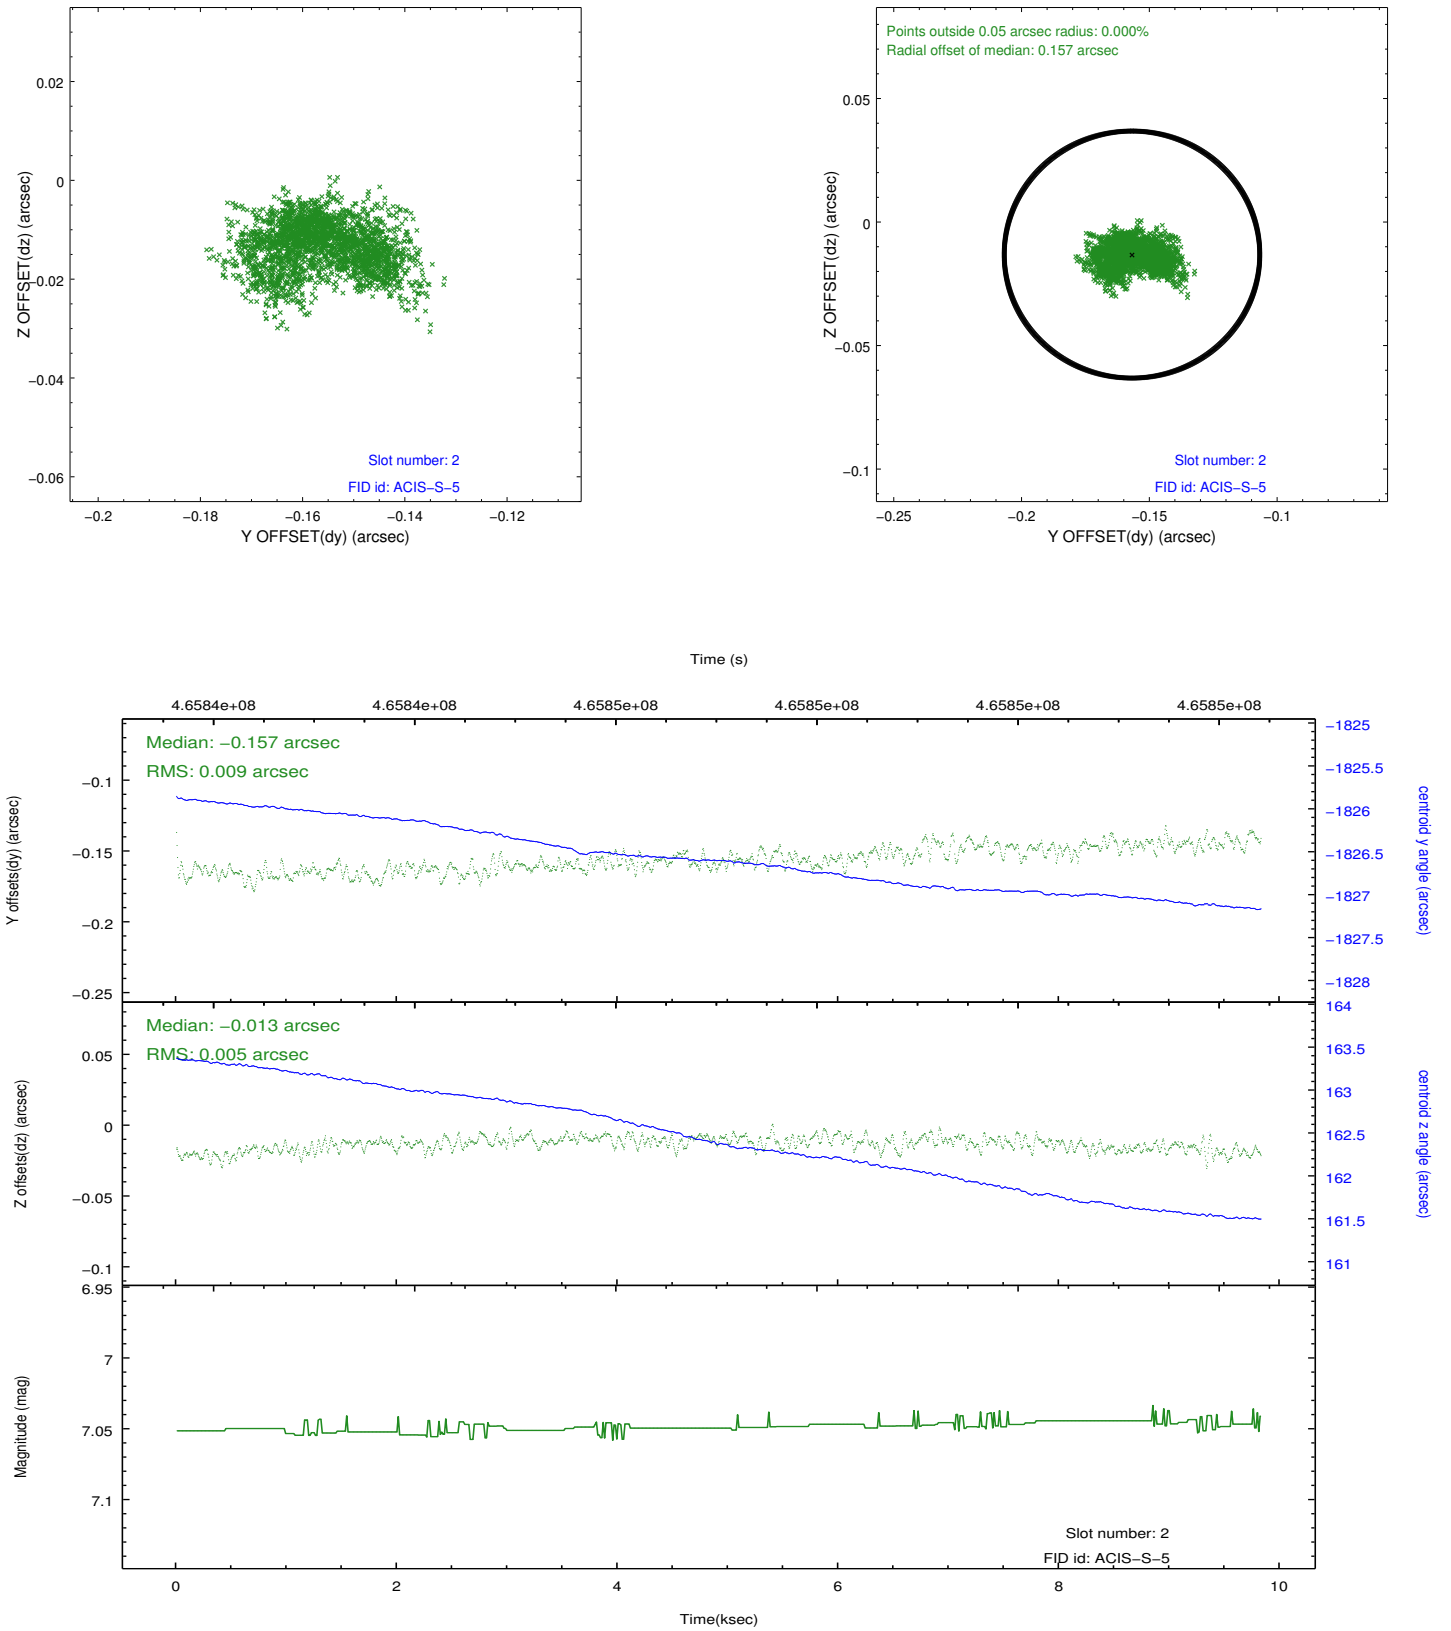 Points outside 0.05 arcsec radius: 0.000%
Radial offset of median: 0.157 arcsec
0.02
0
−0.02
−0.04
−0.06
Z OFFSET(dz) (arcsec)
Slot number: 2
FID id: ACIS−S−5
−0.2
−0.18
−0.16
−0.14
−0.12
Y OFFSET(dy) (arcsec)
0.05
0
−0.05
−0.1
Z OFFSET(dz) (arcsec)
Slot number: 2
FID id: ACIS−S−5
−0.25
−0.2
−0.15
−0.1
Y OFFSET(dy) (arcsec)
Time (s)
4.6584e+08
4.6584e+08
4.6585e+08
4.6585e+08
4.6585e+08
4.6585e+08
Median: −0.157 arcsec
RMS: 0.009 arcsec
−0.1
−0.15
−0.2
−0.25
Y offsets(dy) (arcsec)
−1825
−1825.5
−1826
−1826.5
−1827
−1827.5
−1828
centroid y angle (arcsec)
Median: −0.013 arcsec
RMS: 0.005 arcsec
0.05
0
−0.05
−0.1
Z offsets(dz) (arcsec)
164
163.5
163
162.5
162
161.5
161
centroid z angle (arcsec)
6.95
7
7.05
7.1
Magnitude (mag)
Slot number: 2
FID id: ACIS−S−5
0
2
4
6
8
10
Time(ksec)